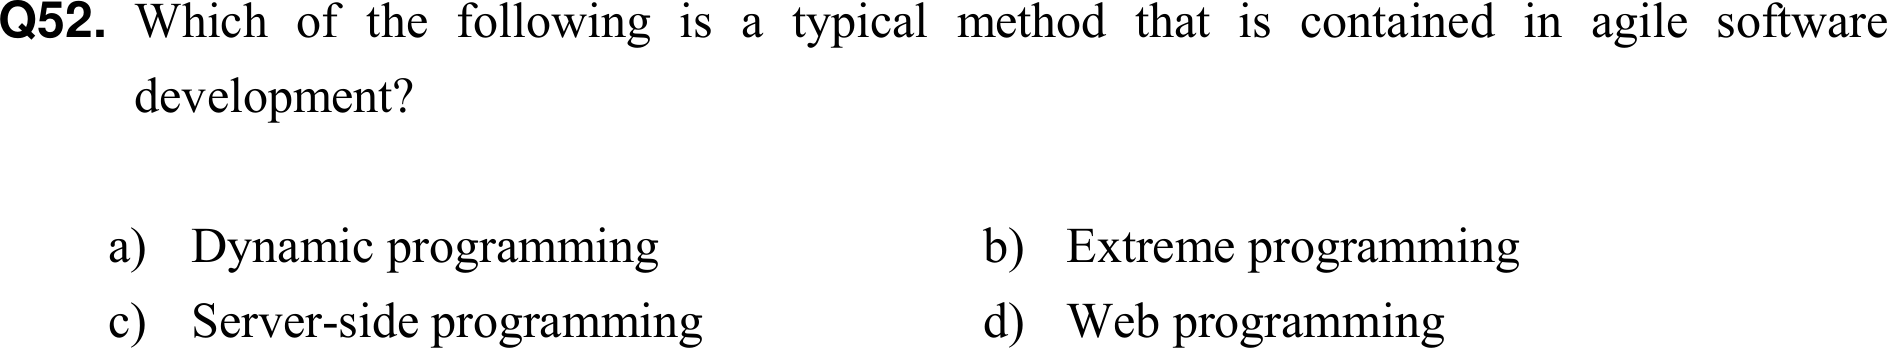 Q52. Which of the following is a typical method that is contained in agile software
development?
a) Dynamic programming b) Extreme programming
c) Server-side programming d) Web programming